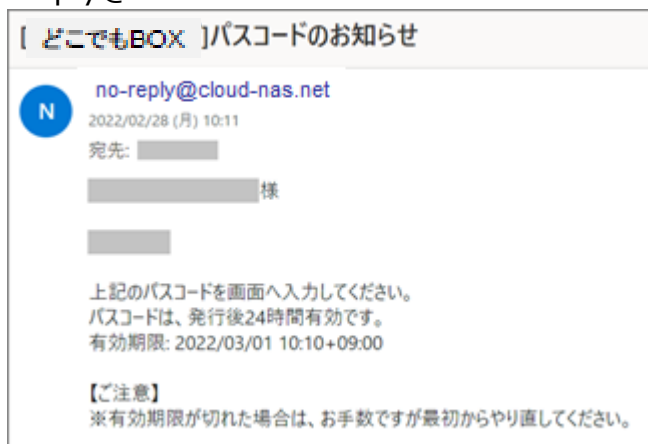 [ どこでもBOX ]パスコードのお知らせ
N
no-reply@cloud-nas.net
2022/02/28 (月) 10:11
宛先:
様
上記のパスコードを画面へ入力してください。
パスコードは、発行後24時間有効です。
有効期限: 2022/03/01 10:10+09:00
【ご注意】
※有効期限が切れた場合は、お手数ですが最初からやり直してください。